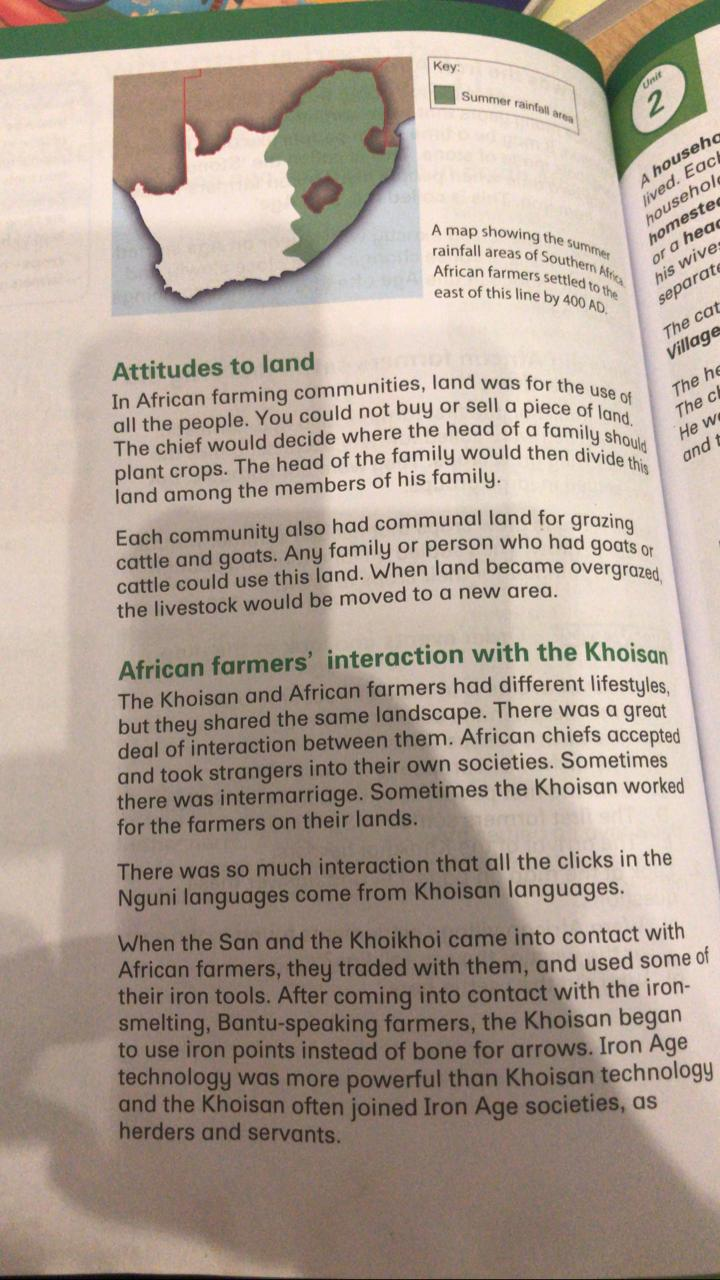 Key:
Summer rainfall area
A map showing the summer
rainfall areas of Southern Africa.
African farmers settled to the
east of this line by 400 AD.
Attitudes to land
In African farming communities, land was for the use of
all the people. You could not buy or sell a piece of land.
The chief would decide where the head of a family should
plant crops. The head of the family would then divide this
land among the members of his family.
Each community also had communal land for grazing
cattle and goats. Any family or person who had goats or
cattle could use this land. When land became overgrazed,
the livestock would be moved to a new area.
African farmers' interaction with the Khoisan
The Khoisan and African farmers had different lifestyles,
but they shared the same landscape. There was a great
deal of interaction between them. African chiefs accepted
and took strangers into their own societies. Sometimes
there was intermarriage. Sometimes the Khoisan worked
for the farmers on their lands.
There was so much interaction that all the clicks in the
Nguni languages come from Khoisan languages.
When the San and the Khoikhoi came into contact with
African farmers, they traded with them, and used some of
their iron tools. After coming into contact with the iron-
smelting, Bantu-speaking farmers, the Khoisan began
to use iron points instead of bone for arrows. Iron Age
technology was more powerful than Khoisan technology
and the Khoisan often joined Iron Age societies, as
herders and servants.
Unit
2
A
lived.
or a
his wives
The
Village
The
The
He
and